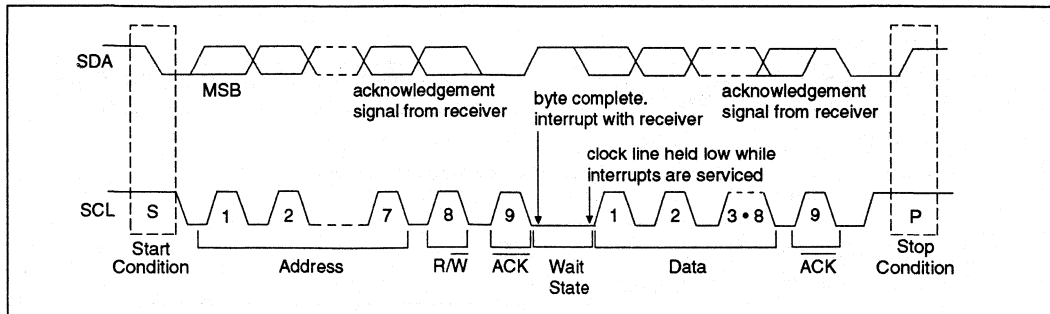 SDA
MSB
acknowledgement
signal from receiver
byte complete.
interrupt with receiver
acknowledgement
signal from receiver
clock line held low while
interrupts are serviced
SCL
S
1
2
7
8
9
1
2
3 • 8
9
P
Start
Condition
Address
R/W̅
A̅C̅K̅
Wait
State
Data
A̅C̅K̅
Stop
Condition